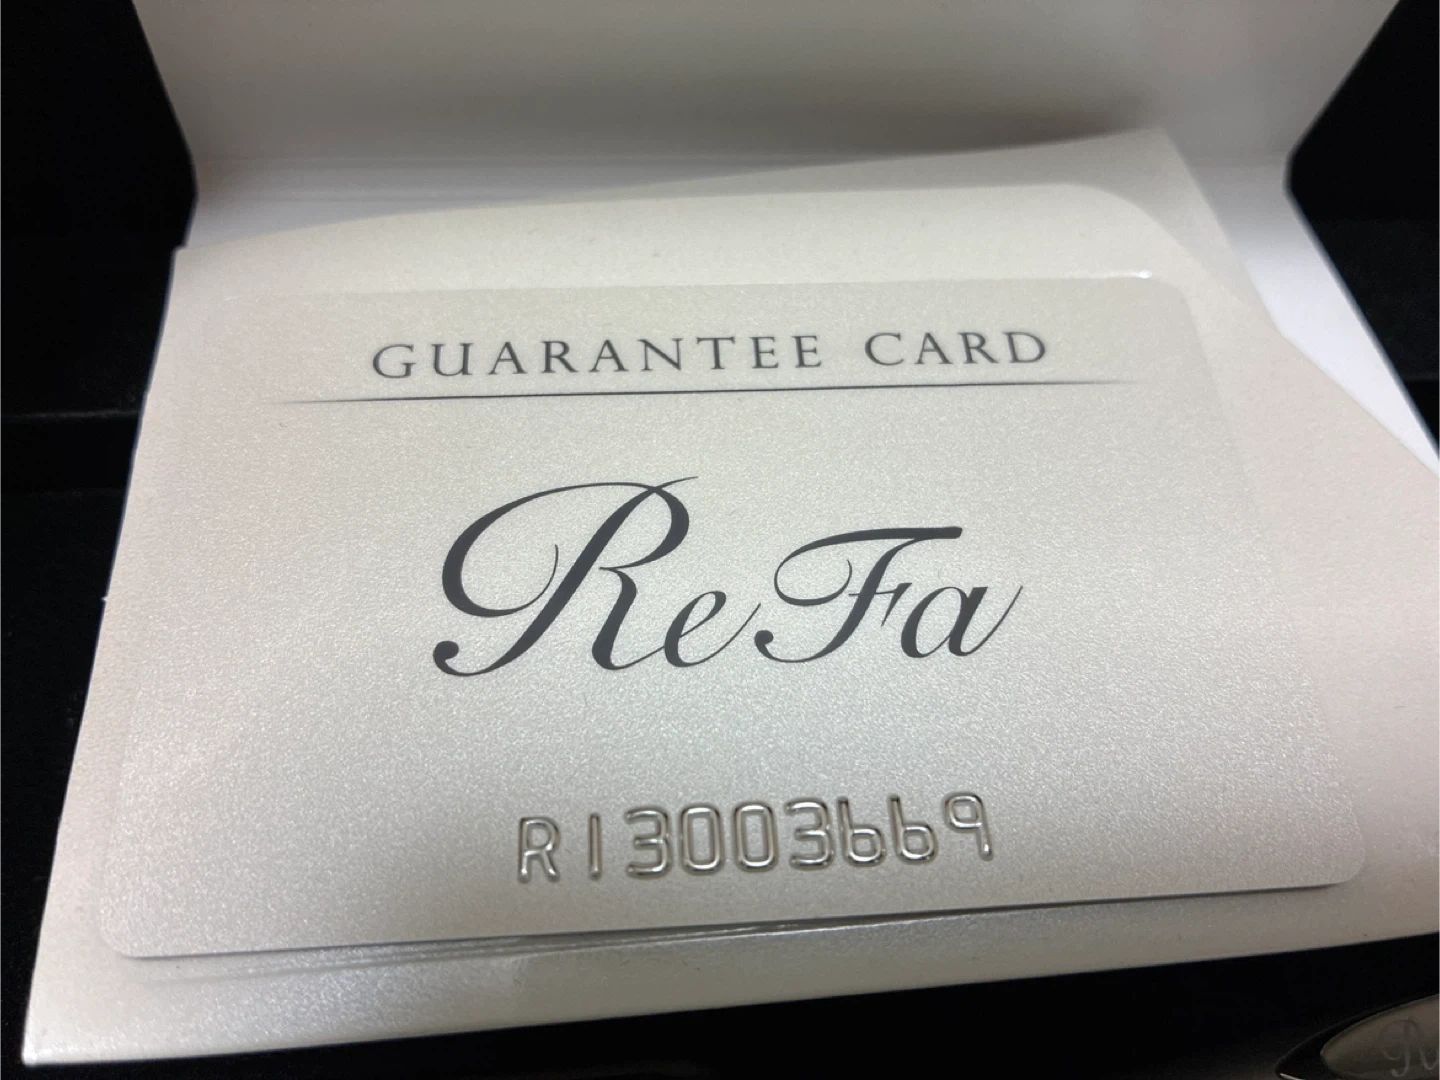 GUARANTEE CARD
ReFa
R13003669